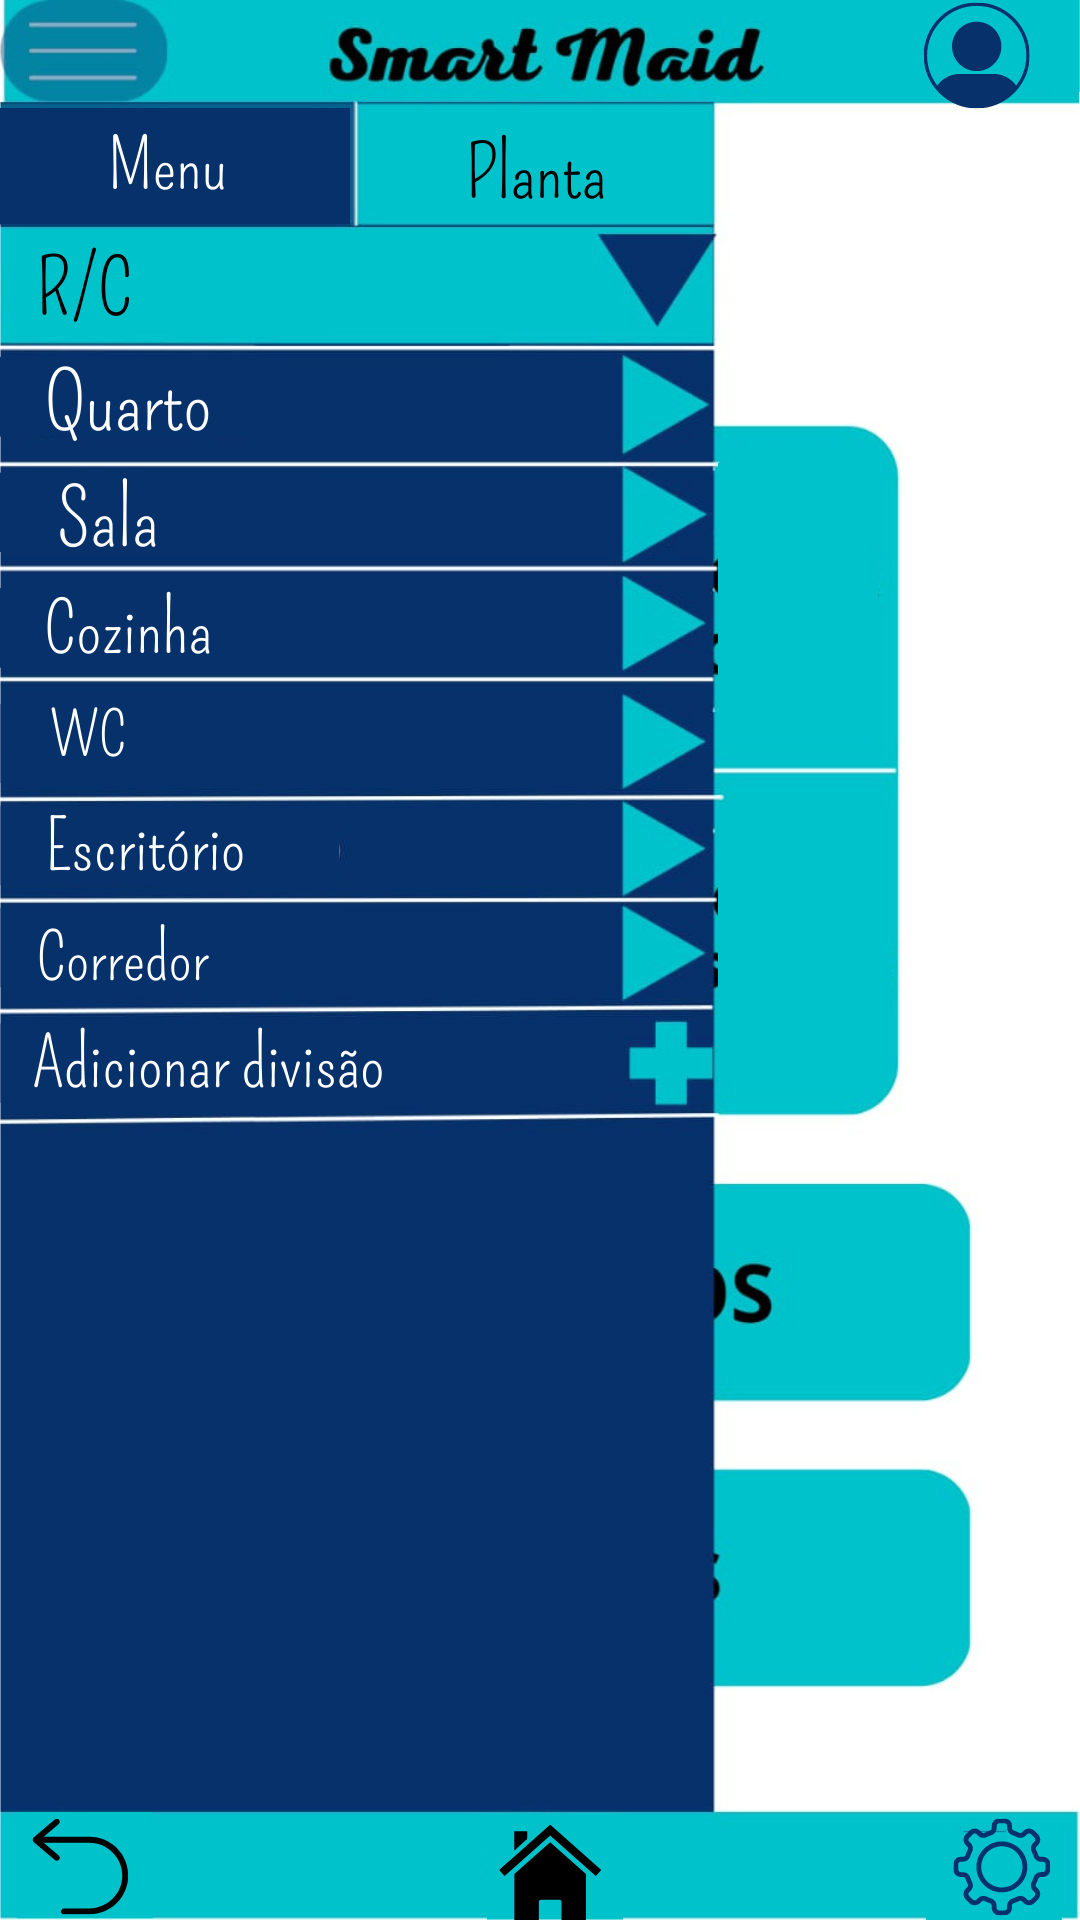 Smart Maid
Menu
Planta
R/C
Quarto
Sala
Cozinha
WC
Escritório
Corredor
Adicionar divisão